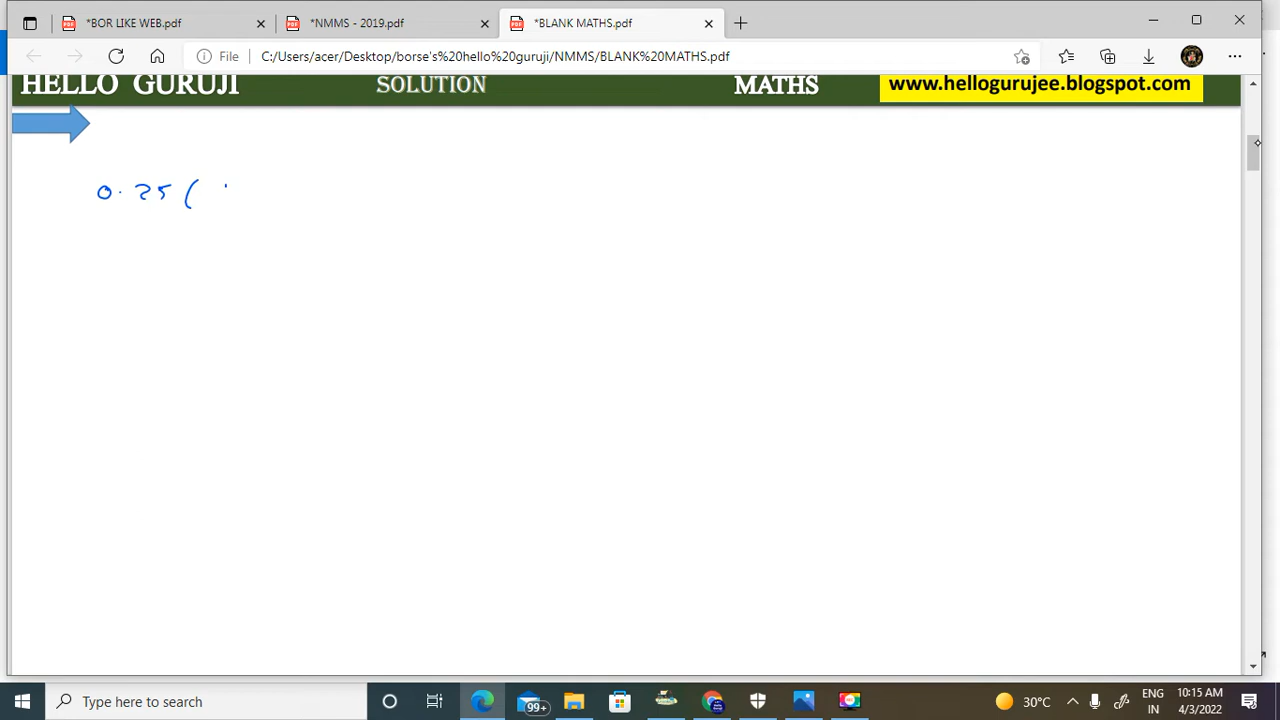 *BOR LIKE WEB.pdf
*NMMS - 2019.pdf
*BLANK MATHS.pdf
File
C:/Users/acer/Desktop/borse's%20hello%20guruji/NMMS/BLANK%20MATHS.pdf
HELLO GURUJI
SOLUTION
MATHS
www.hellogurujee.blogspot.com
0.25 (
Type here to search
99+
30°C
ENG
IN
10:15 AM
4/3/2022